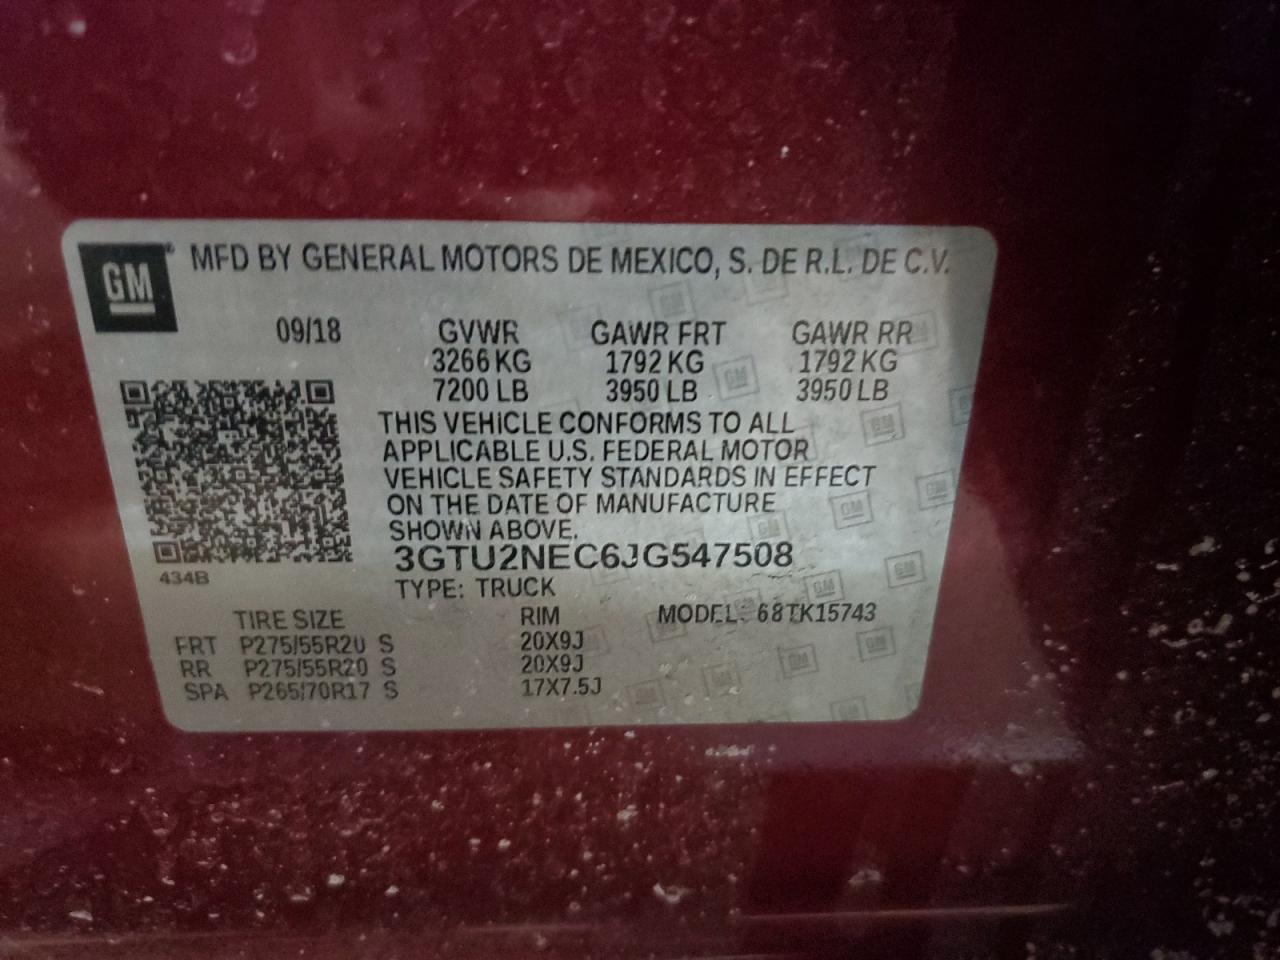 GM MFD BY GENERAL MOTORS DE MEXICO, S. DE R.L. DE C.V.
09/18 GVWR GAWR FRT GAWR RR
3266 KG 1792 KG 1792 KG
7200 LB 3950 LB 3950 LB
THIS VEHICLE CONFORMS TO ALL
APPLICABLE U.S. FEDERAL MOTOR
VEHICLE SAFETY STANDARDS IN EFFECT
ON THE DATE OF MANUFACTURE
SHOWN ABOVE.
3GTU2NEC6JG547508
434B
TYPE: TRUCK
TIRE SIZE RIM MODEL: 68TK15743
FRT P275/55R20 S 20X9J
RR P275/55R20 S 20X9J
SPA P265/70R17 S 17X7.5J